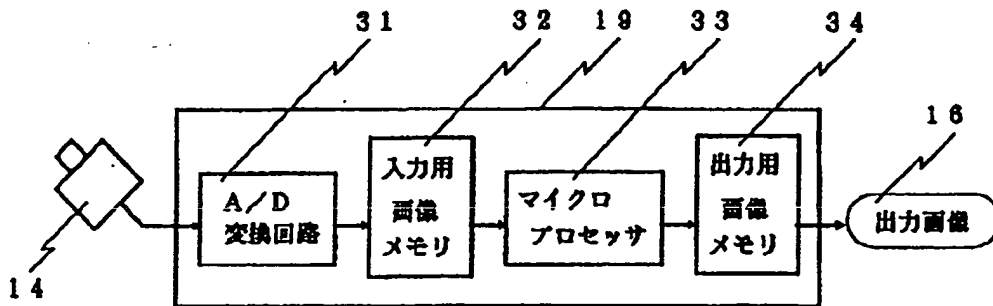 31
32
19
33
34
16
A/D
変換回路
入力用
画像
メモリ
マイクロ
プロセッサ
出力用
画像
メモリ
出力画像
14